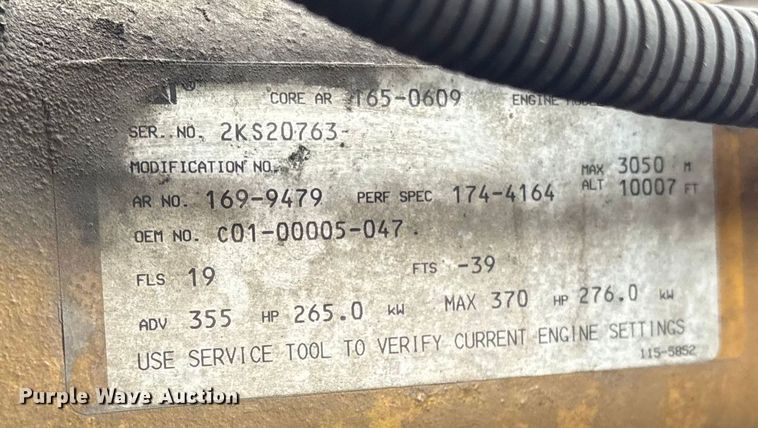 CORE AR 165-0609 ENGINE
SER. NO. 2KS20763
MODIFICATION NO.
AR NO. 169-9479 PERF SPEC 174-4164 MAX ALT 3050 M 10007 FT
OEM NO. C01-00005-047
FLS 19 FTS -39
ADV 355 HP 265.0 kW MAX 370 HP 276.0 kW
USE SERVICE TOOL TO VERIFY CURRENT ENGINE SETTINGS
115-5852
Purple Wave Auction